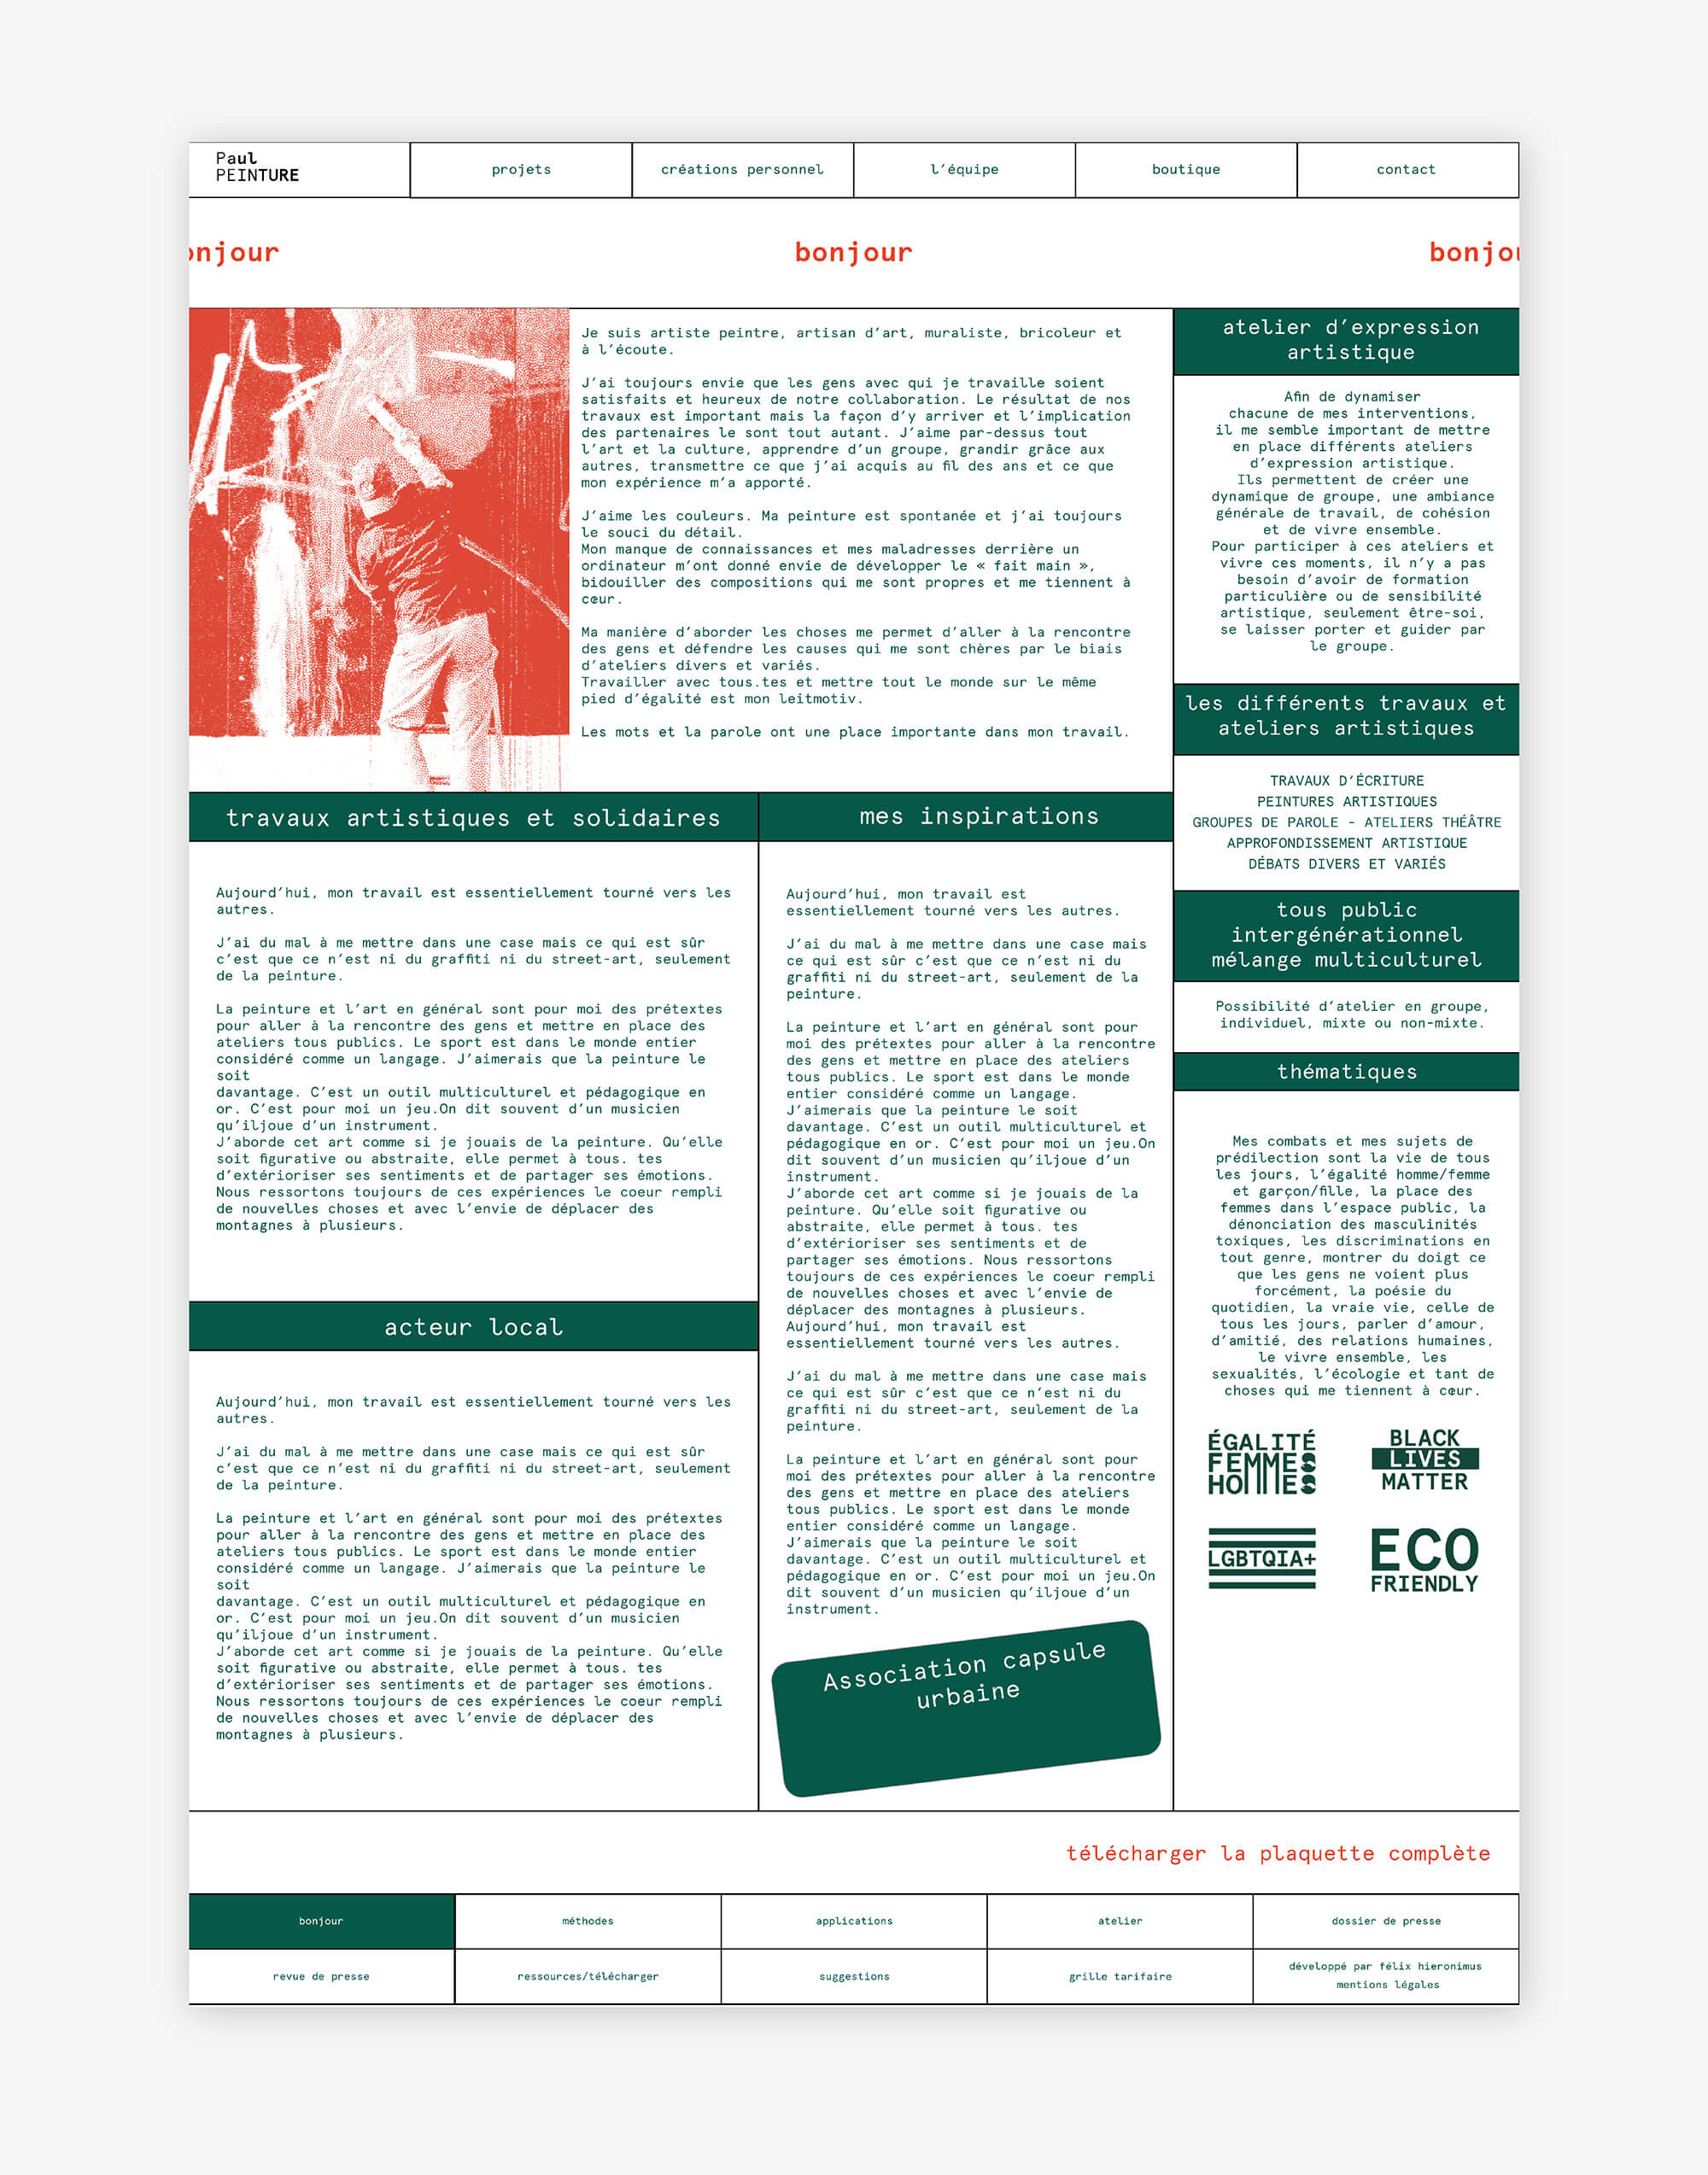 Paul
PEINTURE
projets
créations personnel
l'équipe
boutique
contact
onjour
bonjour
bonjou
Je suis artiste peintre, artisan d'art, muraliste, bricoleur et
à l'écoute.
J'ai toujours envie que les gens avec qui je travaille soient
satisfaits et heureux de notre collaboration. Le résultat de nos
travaux est important mais la façon d'y arriver et l'implication
des partenaires le sont tout autant. J'aime par-dessus tout
l'art et la culture, apprendre d'un groupe, grandir grâce aux
autres, transmettre ce que j'ai acquis au fil des ans et ce que
mon expérience m'a apporté.
J'aime les couleurs. Ma peinture est spontanée et j'ai toujours
le souci du détail.
Mon manque de connaissances et mes maladresses derrière un
ordinateur m'ont donné envie de développer le « fait main »,
bidouiller des compositions qui me sont propres et me tiennent à
cœur.
Ma manière d'aborder les choses me permet d'aller à la rencontre
des gens et défendre les causes qui me sont chères par le biais
d'ateliers divers et variés.
Travailler avec tous.tes et mettre tout le monde sur le même
pied d'égalité est mon leitmotiv.
Les mots et la parole ont une place importante dans mon travail.
travaux artistiques et solidaires
Aujourd'hui, mon travail est essentiellement tourné vers les
autres.
J'ai du mal à me mettre dans une case mais ce qui est sûr
c'est que ce n'est ni du graffiti ni du street-art, seulement
de la peinture.
La peinture et l'art en général sont pour moi des prétextes
pour aller à la rencontre des gens et mettre en place des
ateliers tous publics. Le sport est dans le monde entier
considéré comme un langage. J'aimerais que la peinture le
soit
davantage. C'est un outil multiculturel et pédagogique en
or. C'est pour moi un jeu.On dit souvent d'un musicien
qu'iljoue d'un instrument.
J'aborde cet art comme si je jouais de la peinture. Qu'elle
soit figurative ou abstraite, elle permet à tous. tes
d'extérioriser ses sentiments et de partager ses émotions.
Nous ressortons toujours de ces expériences le coeur rempli
de nouvelles choses et avec l'envie de déplacer des
montagnes à plusieurs.
acteur local
Aujourd'hui, mon travail est essentiellement tourné vers les
autres.
J'ai du mal à me mettre dans une case mais ce qui est sûr
c'est que ce n'est ni du graffiti ni du street-art, seulement
de la peinture.
La peinture et l'art en général sont pour moi des prétextes
pour aller à la rencontre des gens et mettre en place des
ateliers tous publics. Le sport est dans le monde entier
considéré comme un langage. J'aimerais que la peinture le
soit
davantage. C'est un outil multiculturel et pédagogique en
or. C'est pour moi un jeu.On dit souvent d'un musicien
qu'iljoue d'un instrument.
J'aborde cet art comme si je jouais de la peinture. Qu'elle
soit figurative ou abstraite, elle permet à tous. tes
d'extérioriser ses sentiments et de partager ses émotions.
Nous ressortons toujours de ces expériences le coeur rempli
de nouvelles choses et avec l'envie de déplacer des
montagnes à plusieurs.
mes inspirations
Aujourd'hui, mon travail est
essentiellement tourné vers les autres.
J'ai du mal à me mettre dans une case mais
ce qui est sûr c'est que ce n'est ni du
graffiti ni du street-art, seulement de la
peinture.
La peinture et l'art en général sont pour
moi des prétextes pour aller à la rencontre
des gens et mettre en place des ateliers
tous publics. Le sport est dans le monde
entier considéré comme un langage.
J'aimerais que la peinture le soit
davantage. C'est un outil multiculturel et
pédagogique en or. C'est pour moi un jeu.On
dit souvent d'un musicien qu'iljoue d'un
instrument.
J'aborde cet art comme si je jouais de la
peinture. Qu'elle soit figurative ou
abstraite, elle permet à tous. tes
d'extérioriser ses sentiments et de
partager ses émotions. Nous ressortons
toujours de ces expériences le coeur rempli
de nouvelles choses et avec l'envie de
déplacer des montagnes à plusieurs.
Aujourd'hui, mon travail est
essentiellement tourné vers les autres.
J'ai du mal à me mettre dans une case mais
ce qui est sûr c'est que ce n'est ni du
graffiti ni du street-art, seulement de la
peinture.
La peinture et l'art en général sont pour
moi des prétextes pour aller à la rencontre
des gens et mettre en place des ateliers
tous publics. Le sport est dans le monde
entier considéré comme un langage.
J'aimerais que la peinture le soit
davantage. C'est un outil multiculturel et
pédagogique en or. C'est pour moi un jeu.On
dit souvent d'un musicien qu'iljoue d'un
instrument.
Association capsule
urbaine
atelier d'expression
artistique
Afin de dynamiser
chacune de mes interventions,
il me semble important de mettre
en place différents ateliers
d'expression artistique.
Ils permettent de créer une
dynamique de groupe, une ambiance
générale de travail, de cohésion
et de vivre ensemble.
Pour participer à ces ateliers et
vivre ces moments, il n'y a pas
besoin d'avoir de formation
particulière ou de sensibilité
artistique, seulement être-soi,
se laisser porter et guider par
le groupe.
les différents travaux et
ateliers artistiques
TRAVAUX D'ÉCRITURE
PEINTURES ARTISTIQUES
GROUPES DE PAROLE - ATELIERS THÉÂTRE
APPROFONDISSEMENT ARTISTIQUE
DÉBATS DIVERS ET VARIÉS
tous public
intergénérationnel
mélange multiculturel
Possibilité d'atelier en groupe,
individuel, mixte ou non-mixte.
thématiques
Mes combats et mes sujets de
prédilection sont la vie de tous
les jours, l'égalité homme/femme
et garçon/fille, la place des
femmes dans l'espace public, la
dénonciation des masculinités
toxiques, les discriminations en
tout genre, montrer du doigt ce
que les gens ne voient plus
forcément, la poésie du
quotidien, la vraie vie, celle de
tous les jours, parler d'amour,
d'amitié, des relations humaines,
le vivre ensemble, les
sexualités, l'écologie et tant de
choses qui me tiennent à cœur.
ÉGALITÉ
FEMMES
HOMMES
BLACK
LIVES
MATTER
LGBTQIA+
ECO
FRIENDLY
télécharger la plaquette complète
bonjour
méthodes
applications
atelier
dossier de presse
revue de presse
ressources/télécharger
suggestions
grille tarifaire
développé par félix hieronimus
mentions légales